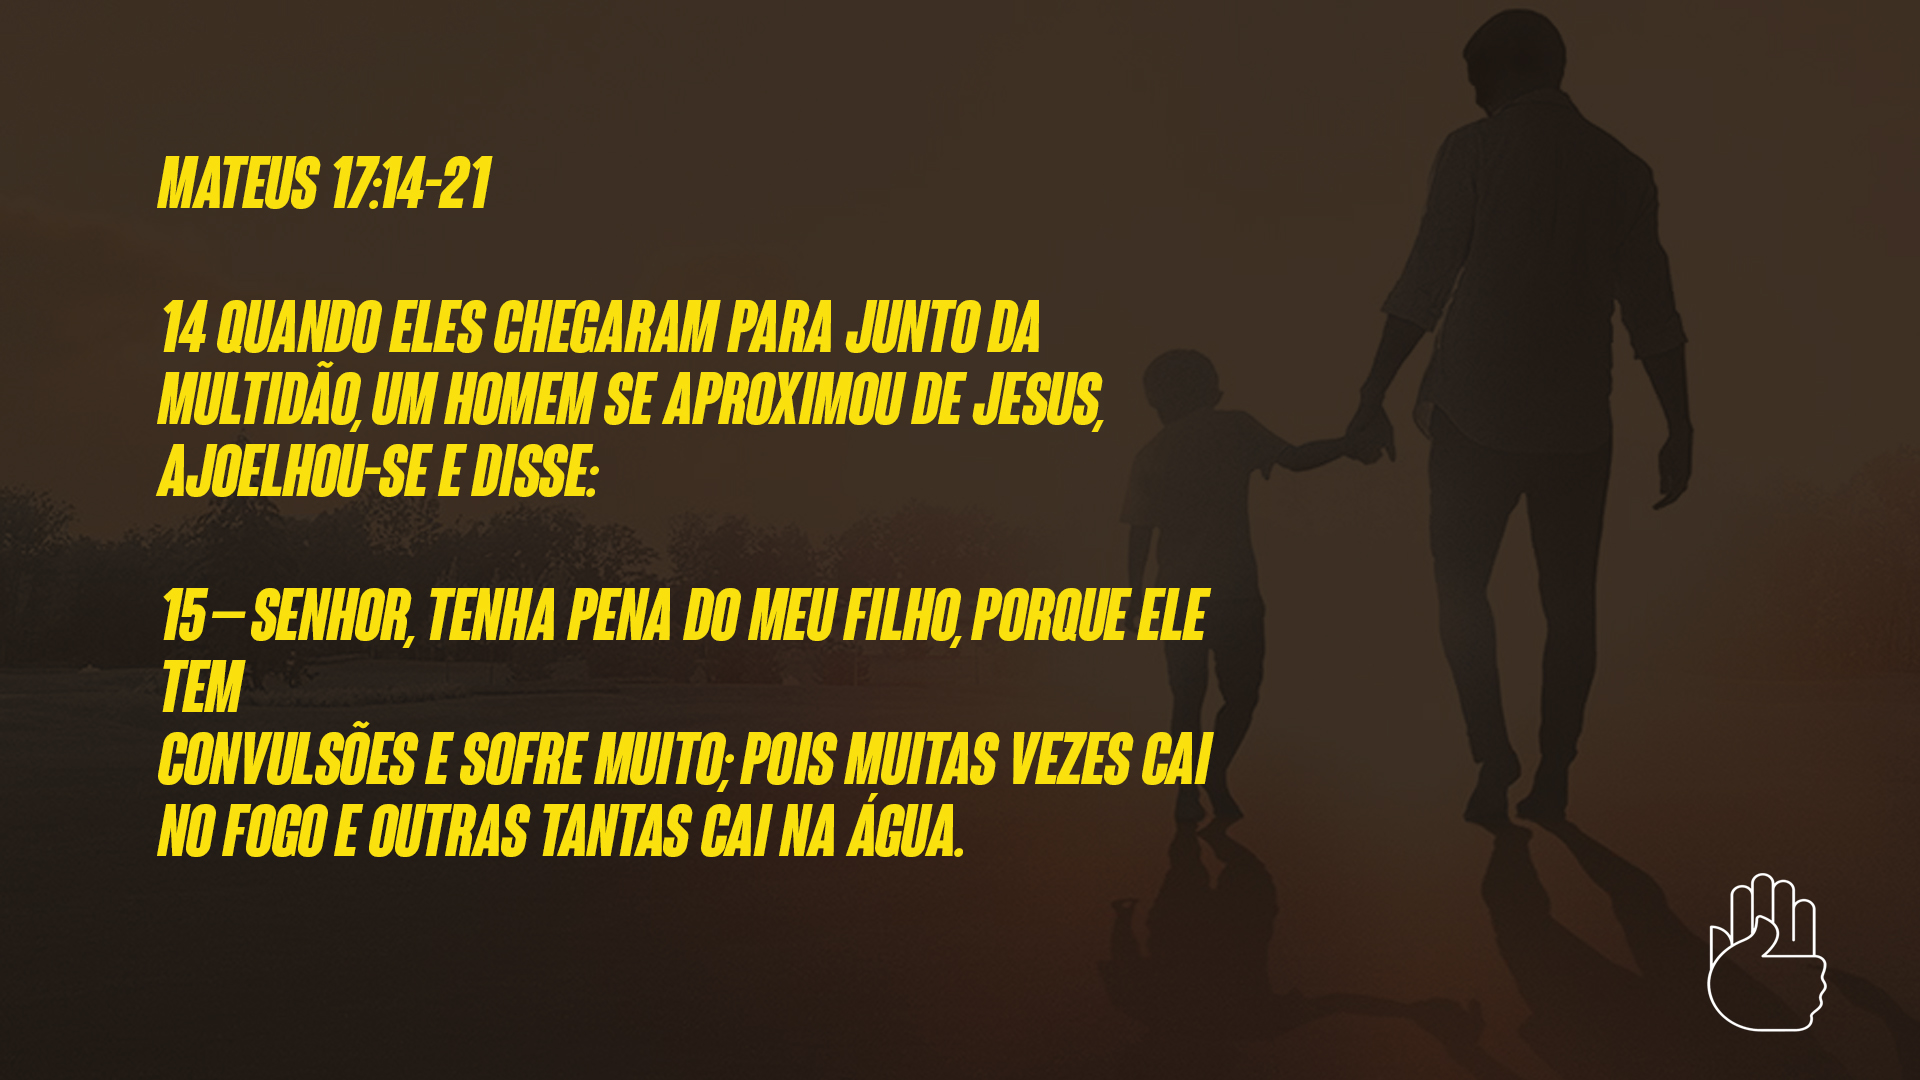 MATEUS 17:14-21
14 QUANDO ELES CHEGARAM PARA JUNTO DA
MULTIDÃO, UM HOMEM SE APROXIMOU DE JESUS,
AJOELHOU-SE E DISSE:
15 — SENHOR, TENHA PENA DO MEU FILHO, PORQUE ELE
TEM
CONVULSÕES E SOFRE MUITO; POIS MUITAS VEZES CAI
NO FOGO E OUTRAS TANTAS CAI NA ÁGUA.